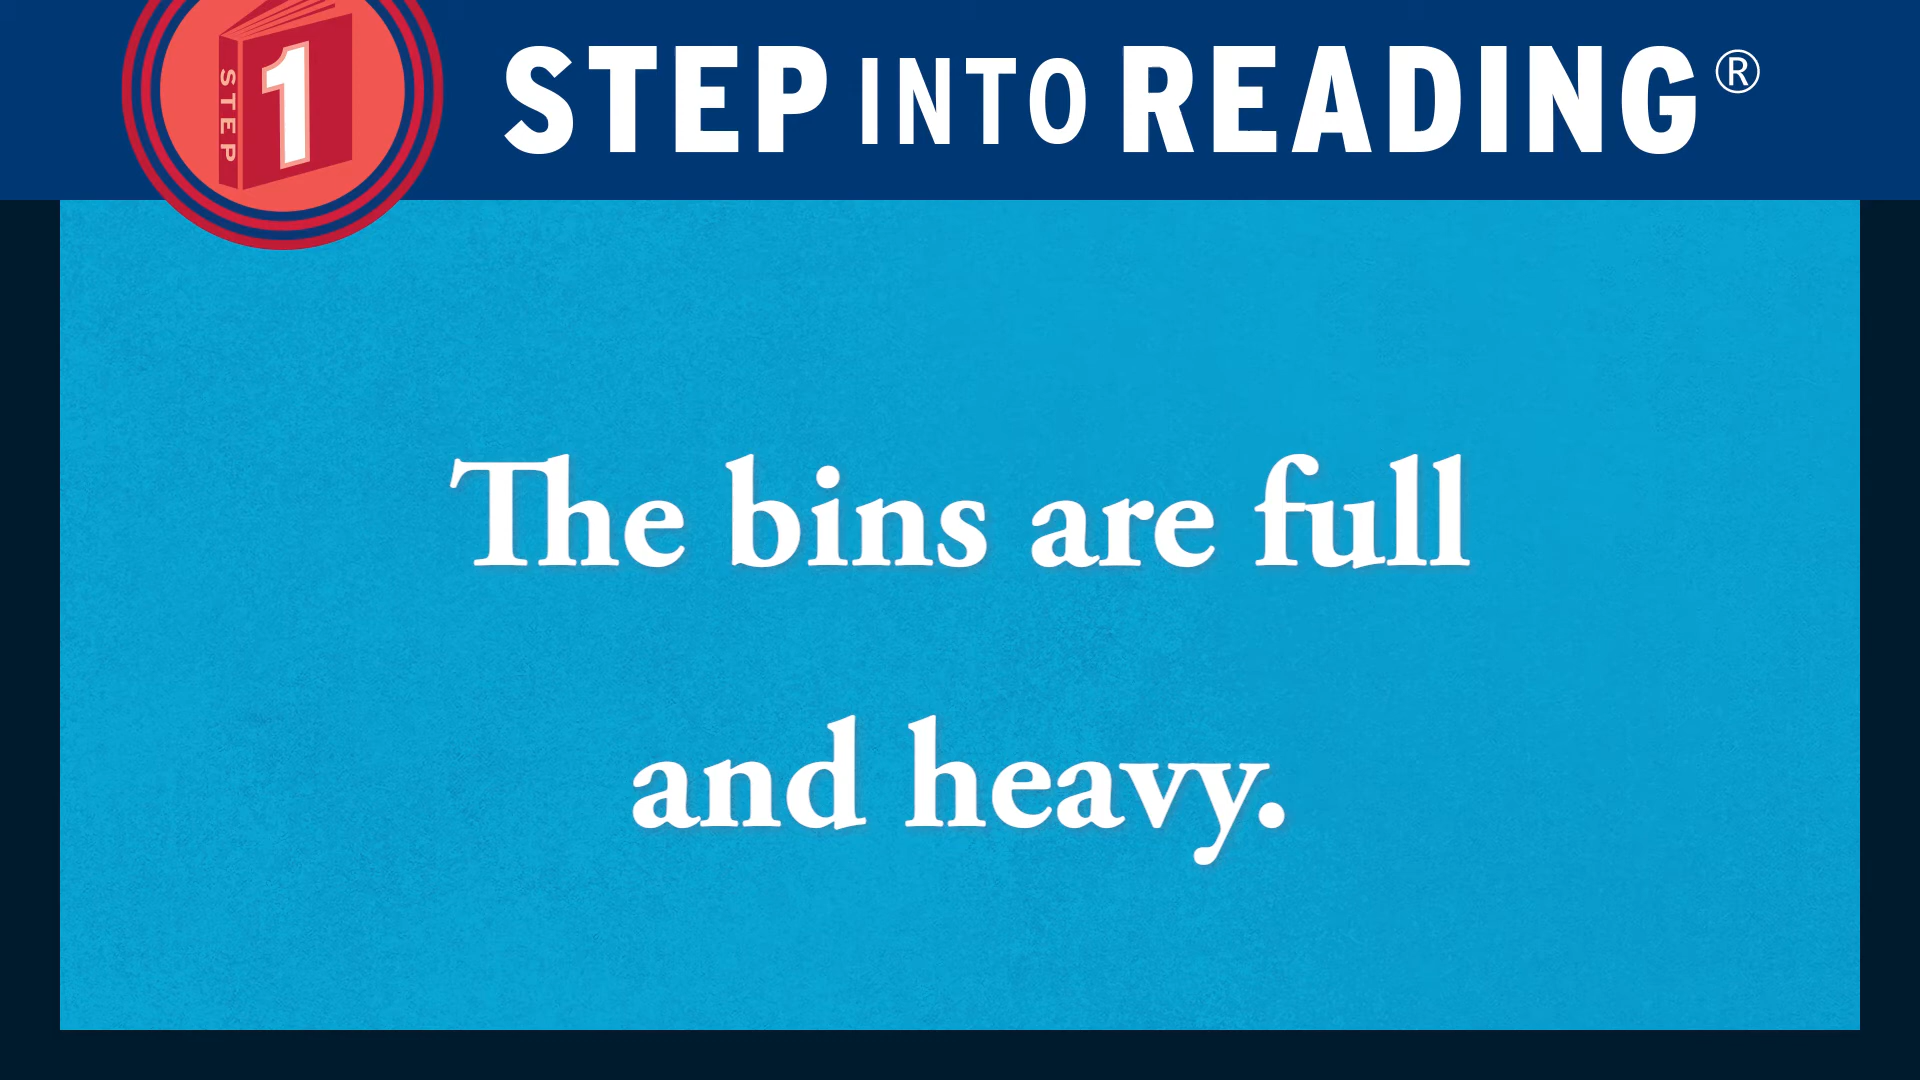 STEP 1
STEP INTO READING®
The bins are full
and heavy.